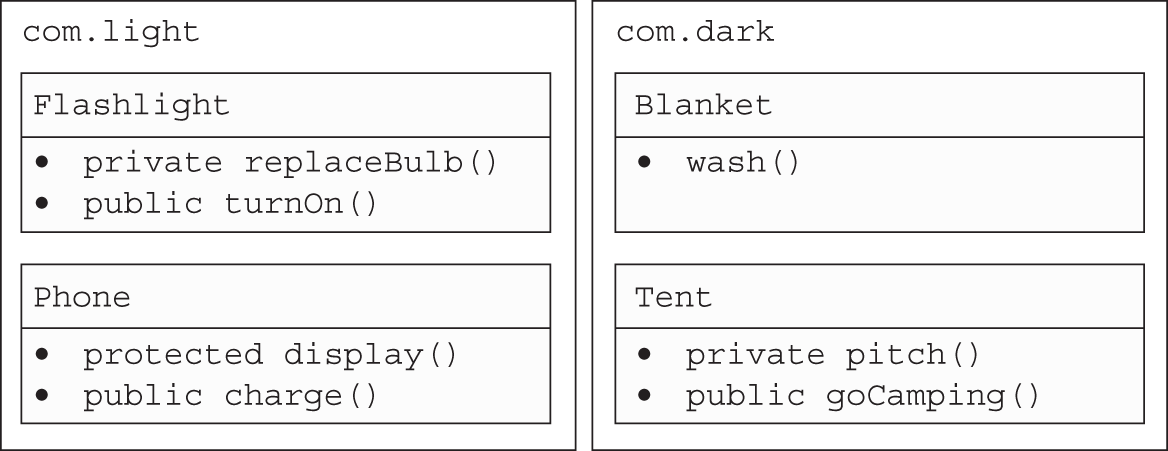 com.light
Flashlight
• private replaceBulb()
• public turnOn()
Phone
• protected display()
• public charge()
com.dark
Blanket
• wash()
Tent
• private pitch()
• public goCamping()